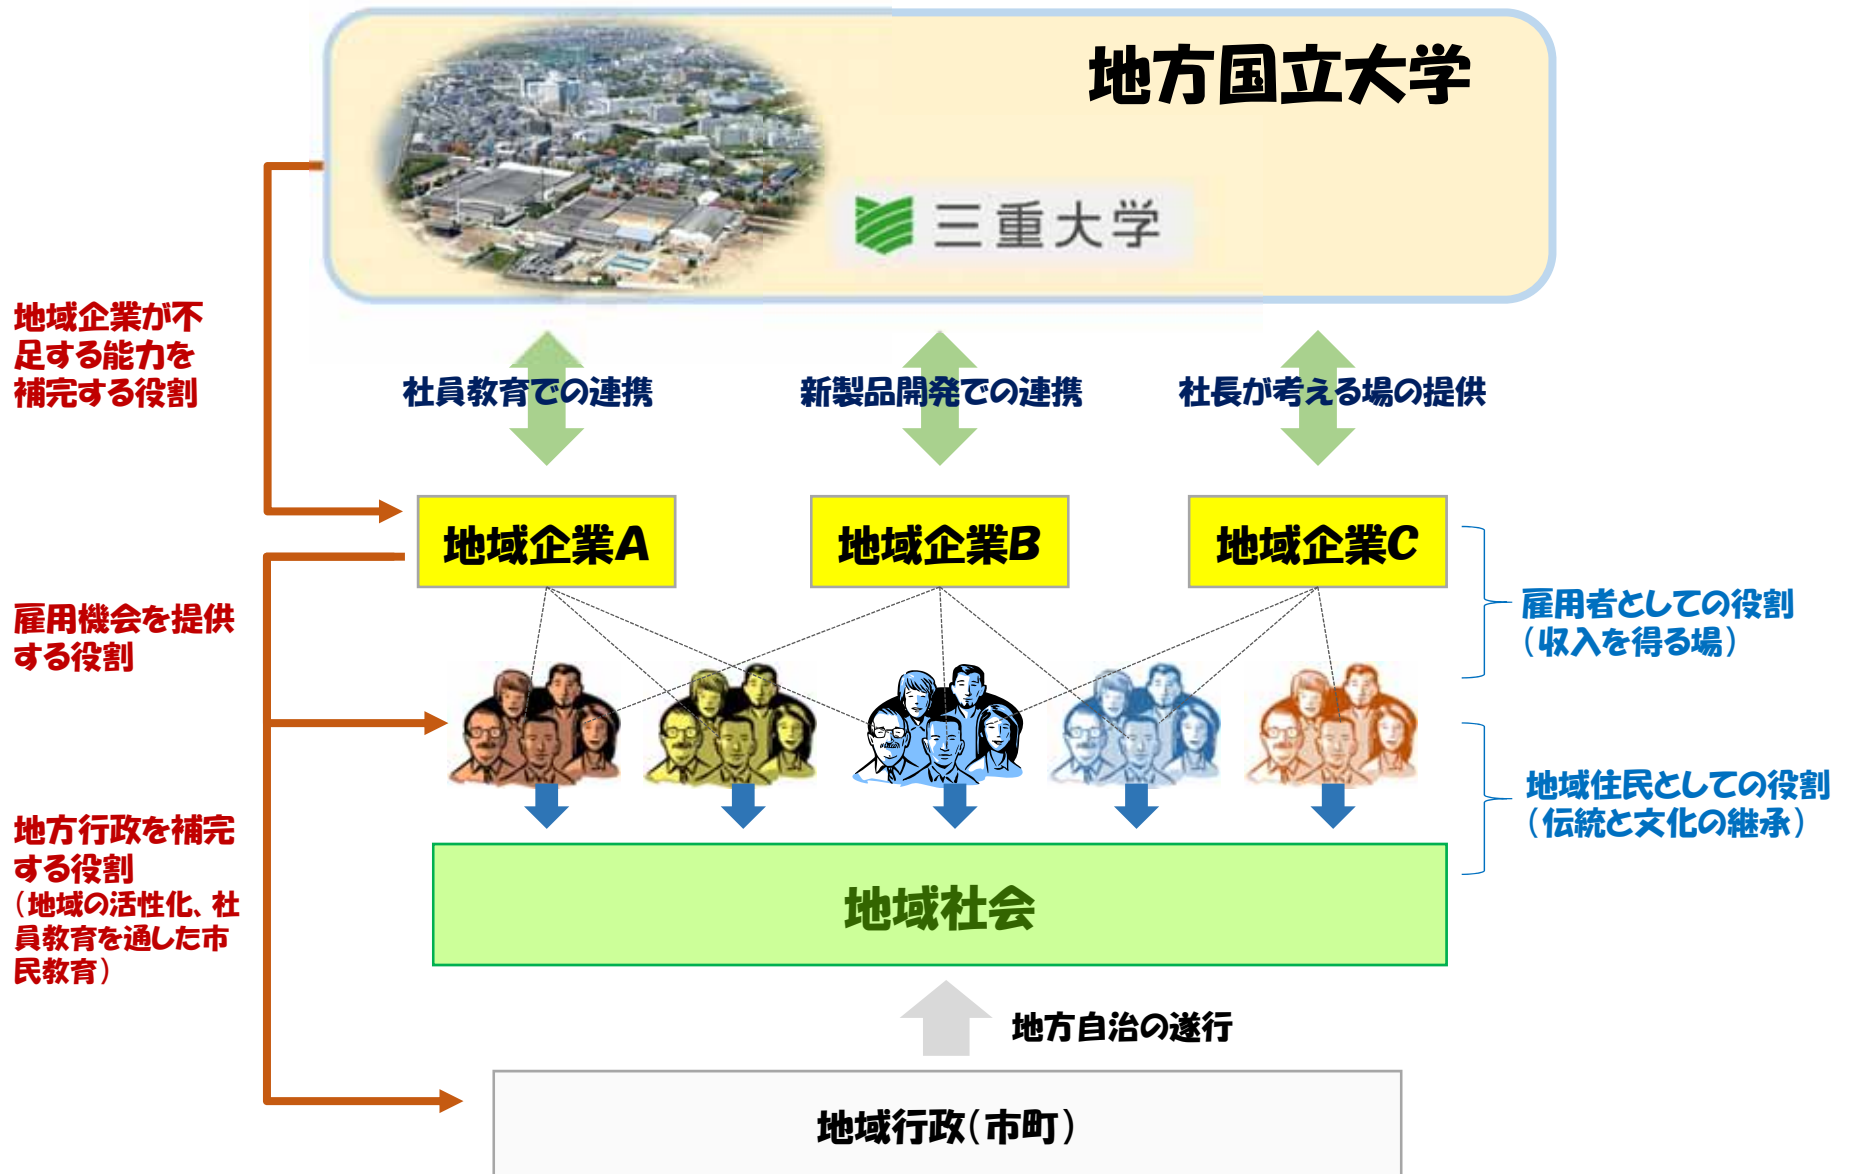 地方国立大学
三重大学
地域企業が不
足する能力を
補完する役割
社員教育での連携
新製品開発での連携
社長が考える場の提供
地域企業A
地域企業B
地域企業C
雇用機会を提供
する役割
雇用者としての役割
（収入を得る場）
地方行政を補完
する役割
（地域の活性化、社
員教育を通した市
民教育）
地域住民としての役割
（伝統と文化の継承）
地域社会
地方自治の遂行
地域行政（市町）